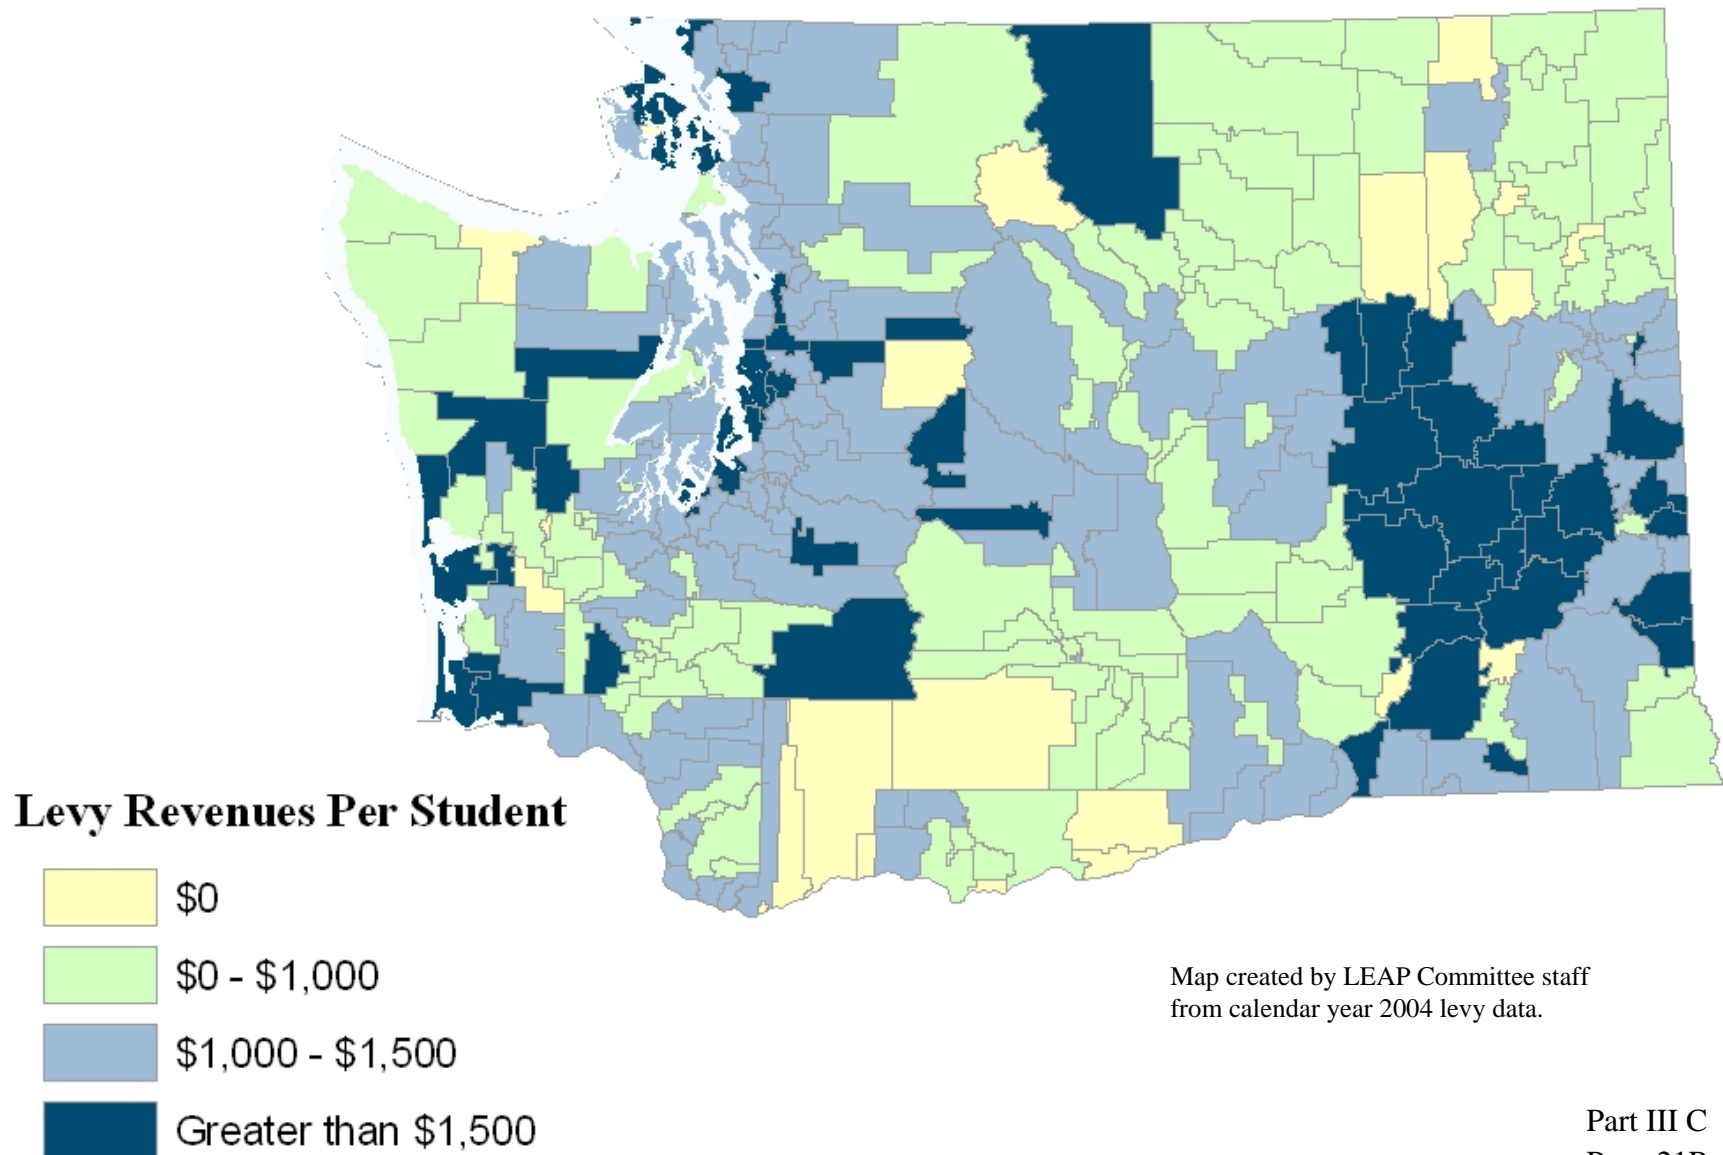 Levy Revenues Per Student
$0
$0 - $1,000
$1,000 - $1,500
Greater than $1,500
Map created by LEAP Committee staff
from calendar year 2004 levy data.
Part III C